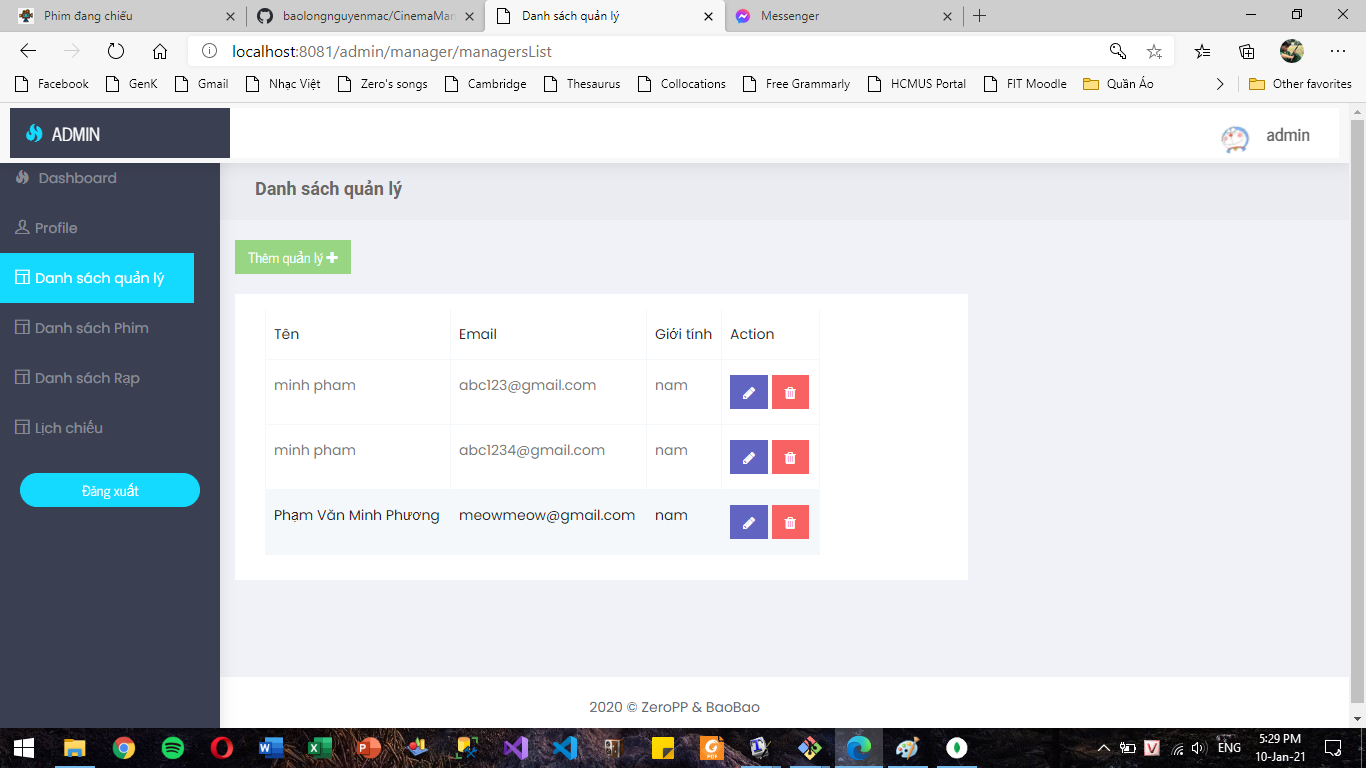 Phim đang chiếu
baolongnguyenmac/CinemaMan
Danh sách quản lý
Messenger
localhost:8081/admin/manager/managersList
Facebook GenK Gmail Nhạc Việt Zero's songs Cambridge Thesaurus Collocations Free Grammarly HCMUS Portal FIT Moodle Quần Áo Other favorites
ADMIN
admin
Dashboard
Profile
Danh sách quản lý
Danh sách Phim
Danh sách Rạp
Lịch chiếu
Đăng xuất
Danh sách quản lý
Thêm quản lý
Tên Email Giới tính Action
minh pham abc123@gmail.com nam
minh pham abc1234@gmail.com nam
Phạm Văn Minh Phương meowmeow@gmail.com nam
2020 © ZeroPP & BaoBao
ENG
5:29 PM
10-Jan-21